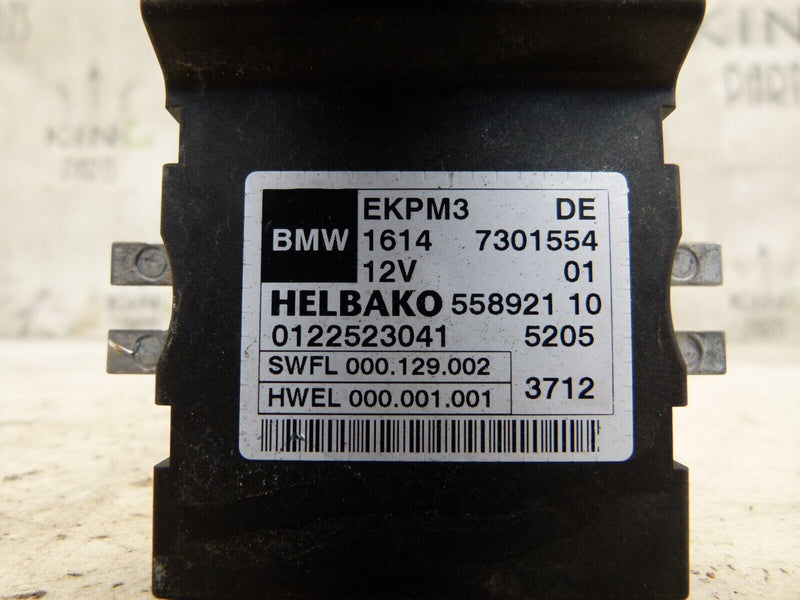 EKPM3 DE
BMW 1614 7301554
12V 01
HELBAKO 558921 10
0122523041 5205
SWFL 000.129.002
3712
HWEL 000.001.001